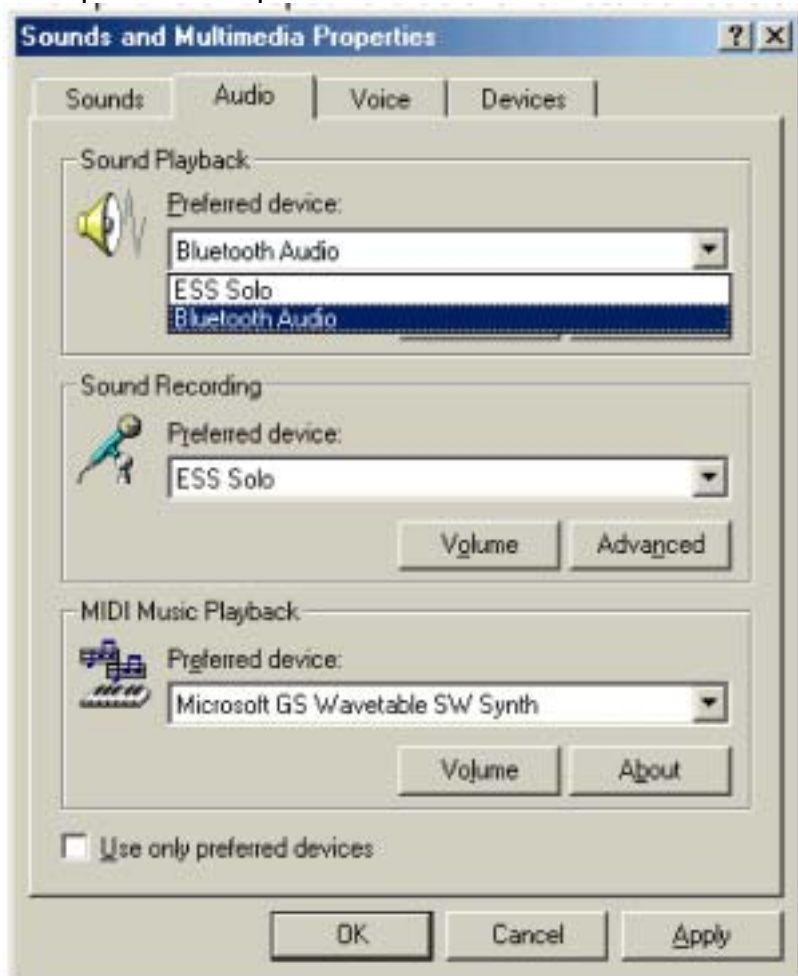 Sounds and Multimedia Properties
Sounds Audio Voice Devices
Sound Playback
Preferred device:
Bluetooth Audio
ESS Solo
Bluetooth Audio
Sound Recording
Preferred device:
ESS Solo
Volume Advanced
MIDI Music Playback
Preferred device:
Microsoft GS Wavetable SW Synth
Volume About
Use only preferred devices
OK Cancel Apply